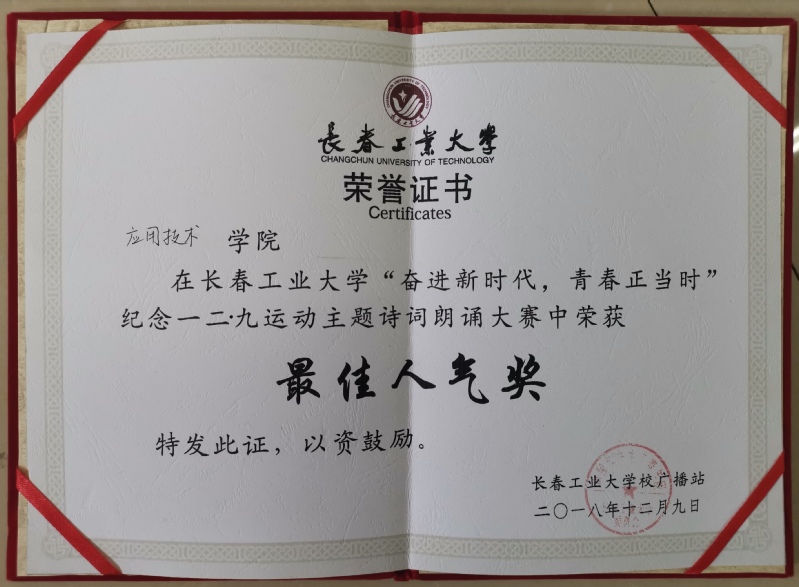 长春工业大学
CHANGCHUN UNIVERSITY OF TECHNOLOGY
荣誉证书
Certificates
应用技术 学院
在长春工业大学“奋进新时代，青春正当时”
纪念一二·九运动主题诗词朗诵大赛中荣获
最佳人气奖
特发此证，以资鼓励。
长春工业大学校广播站
二〇一八年十二月九日